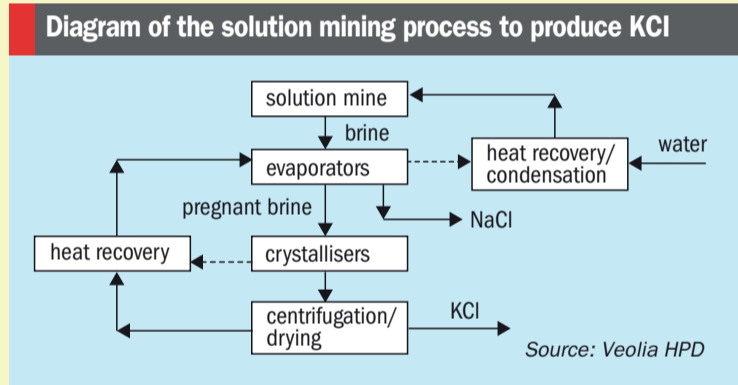 Diagram of the solution mining process to produce KCl
solution mine
brine
evaporators
heat recovery/
condensation
water
pregnant brine
NaCl
heat recovery
crystallisers
centrifugation/
drying
KCl
Source: Veolia HPD